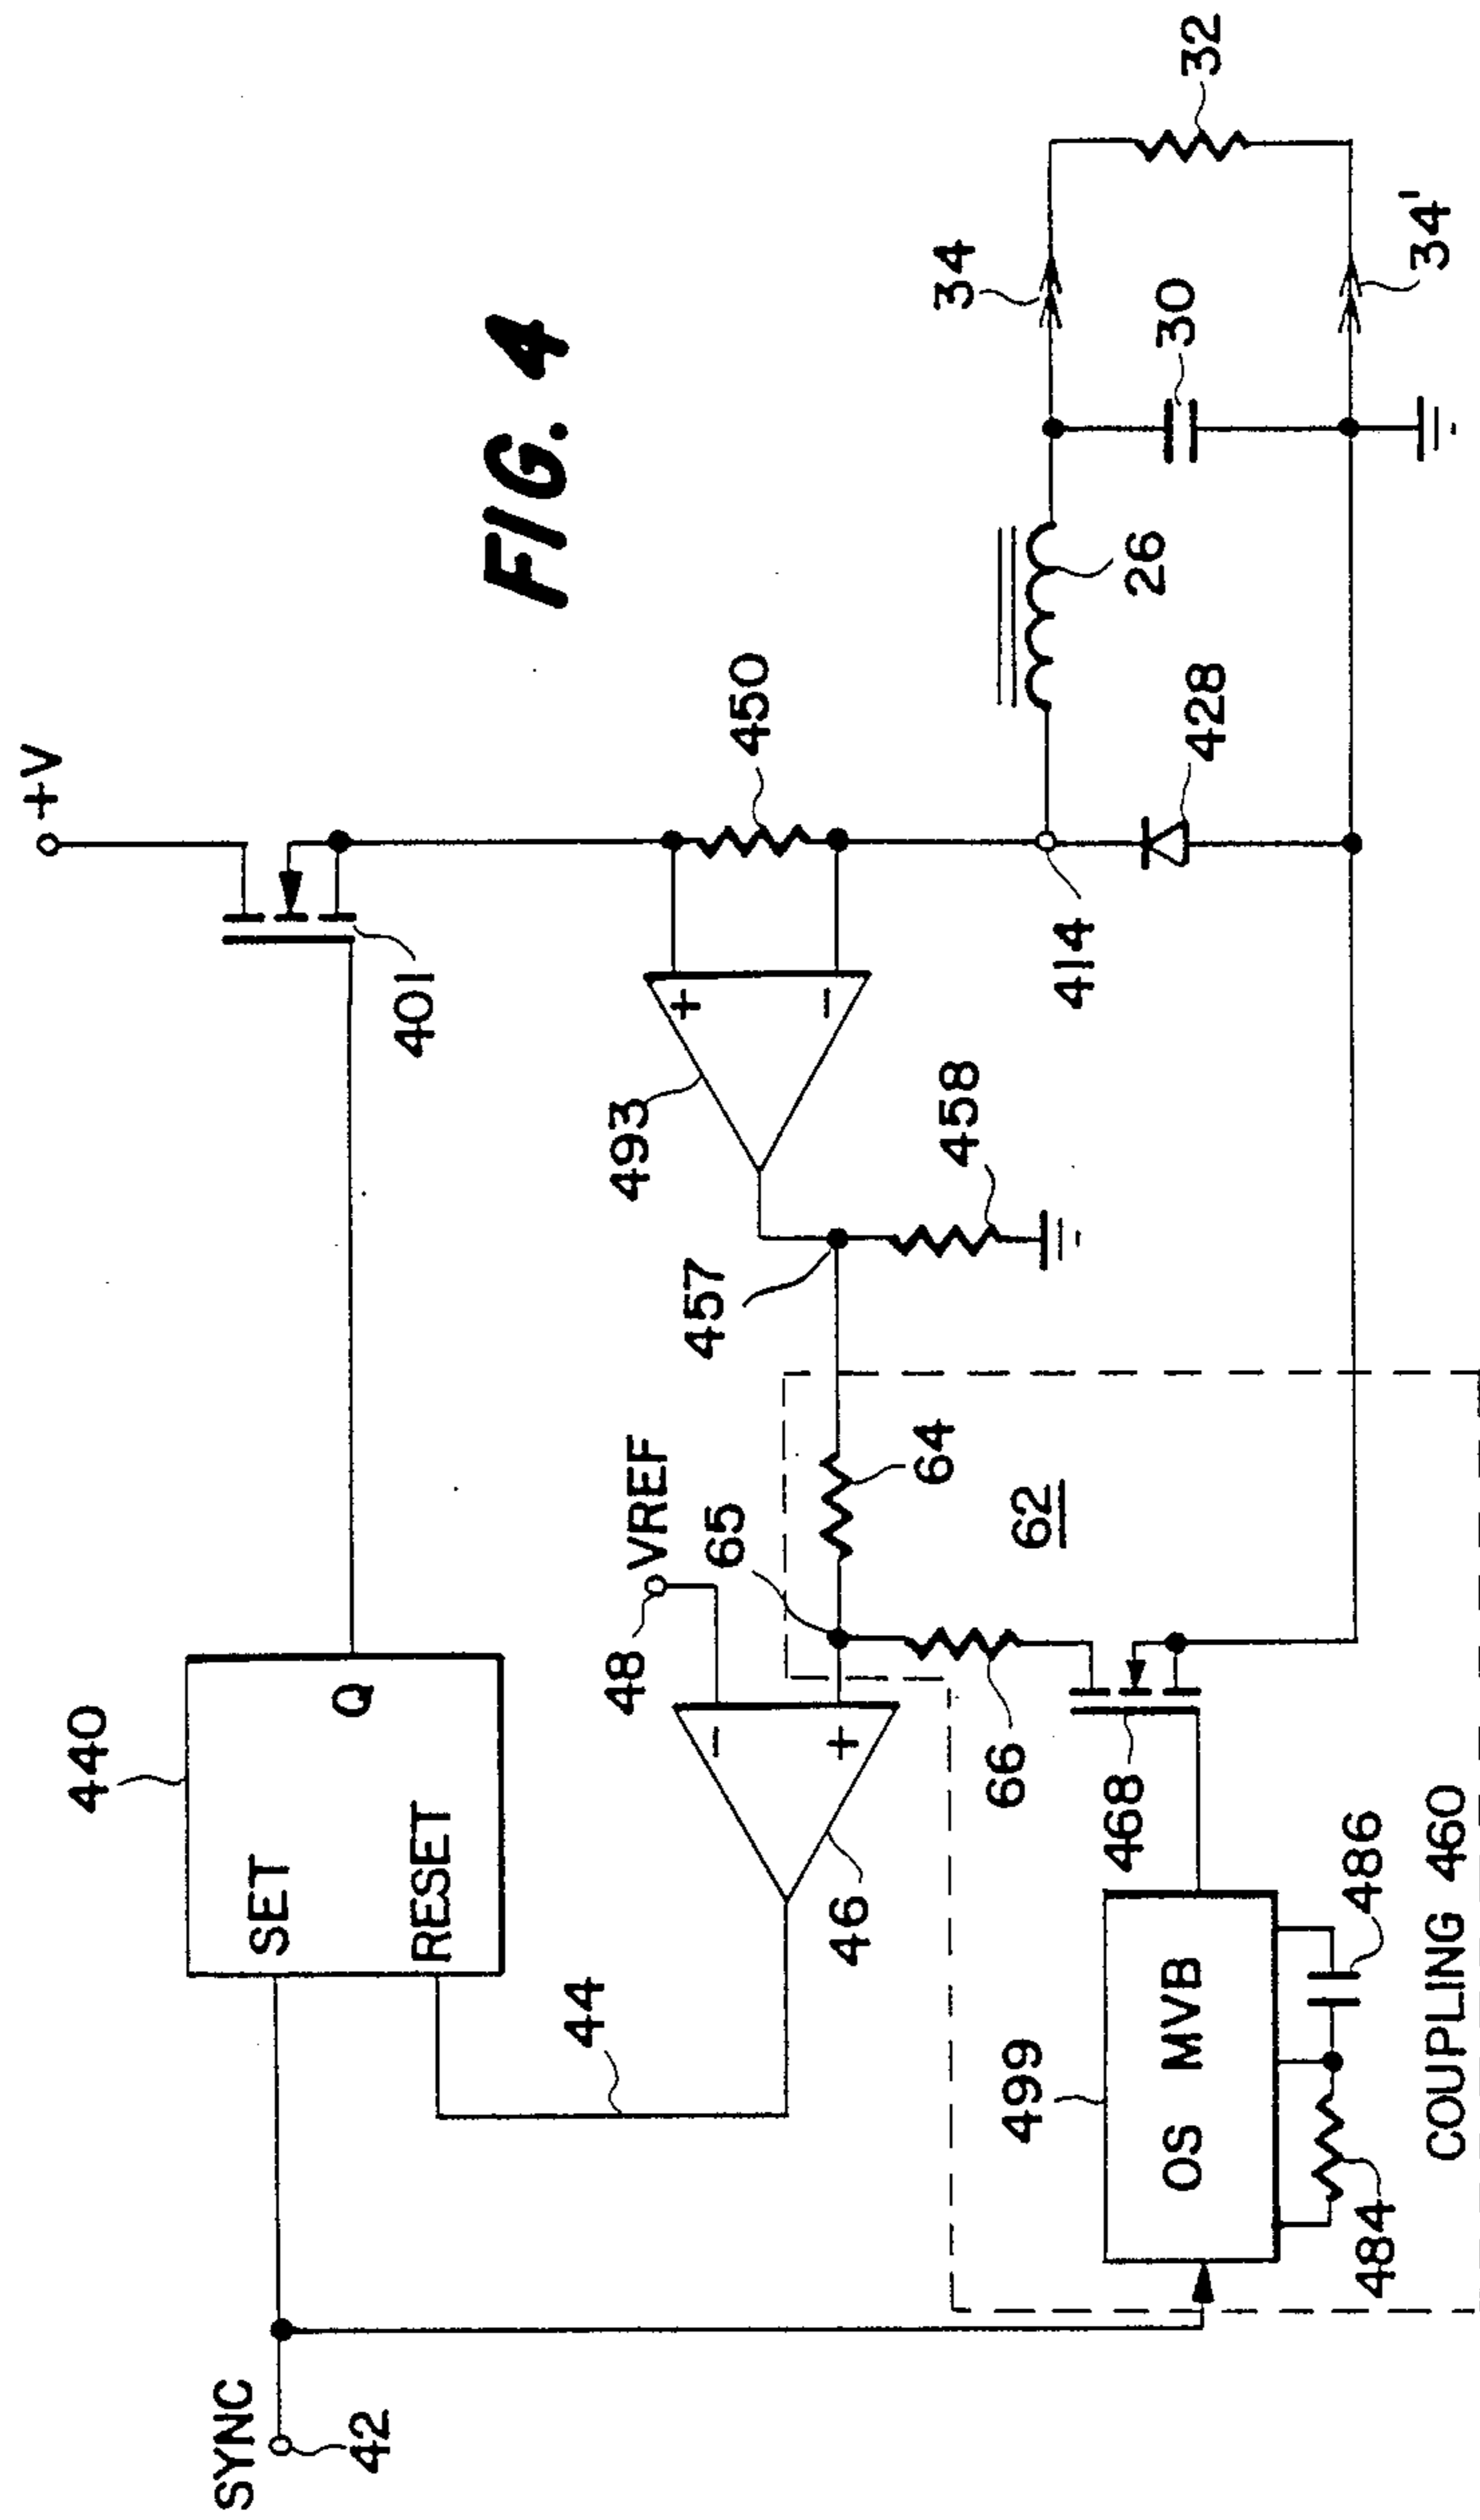 FIG. 4
+V
440
SET
Q
RESET
401
SYNC
42
44
48
VREF
493
450
46
65
457
458
64
62
66
414
34
32
26
30
428
34'
468
499
OS MVB
484
486
COUPLING 460